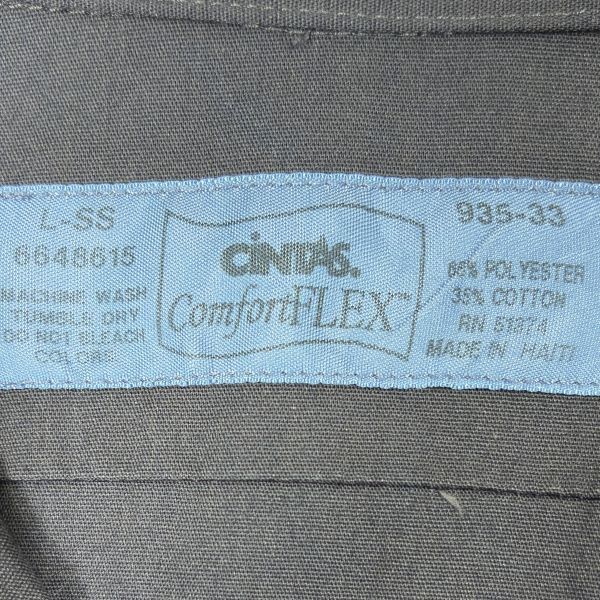 L-SS
6648615
MACHINE WASH
TUMBLE DRY
DO NOT BLEACH
COLORS
CINTAS.
ComfortFLEX™
935-33
65% POLYESTER
35% COTTON
RN 51374
MADE IN HAITI